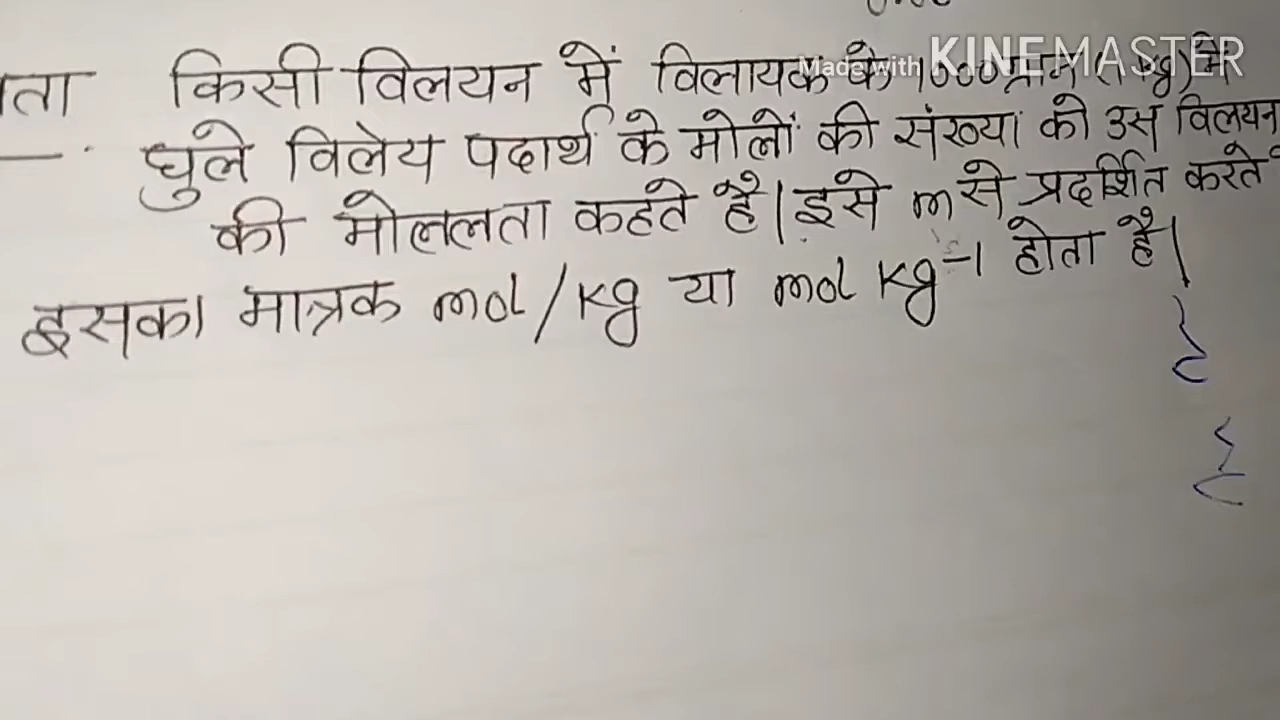 ता किसी विलयन में विलायक के 1000ग्राम (1 kg) में
Made with KINEMASTER
घुले विलेय पदार्थ के मोलों की संख्या को उस विलयन
की मोललता कहते है। इसे m से प्रदर्शित करते
इसका मात्रक mol/kg या mol kg-1 होता है।